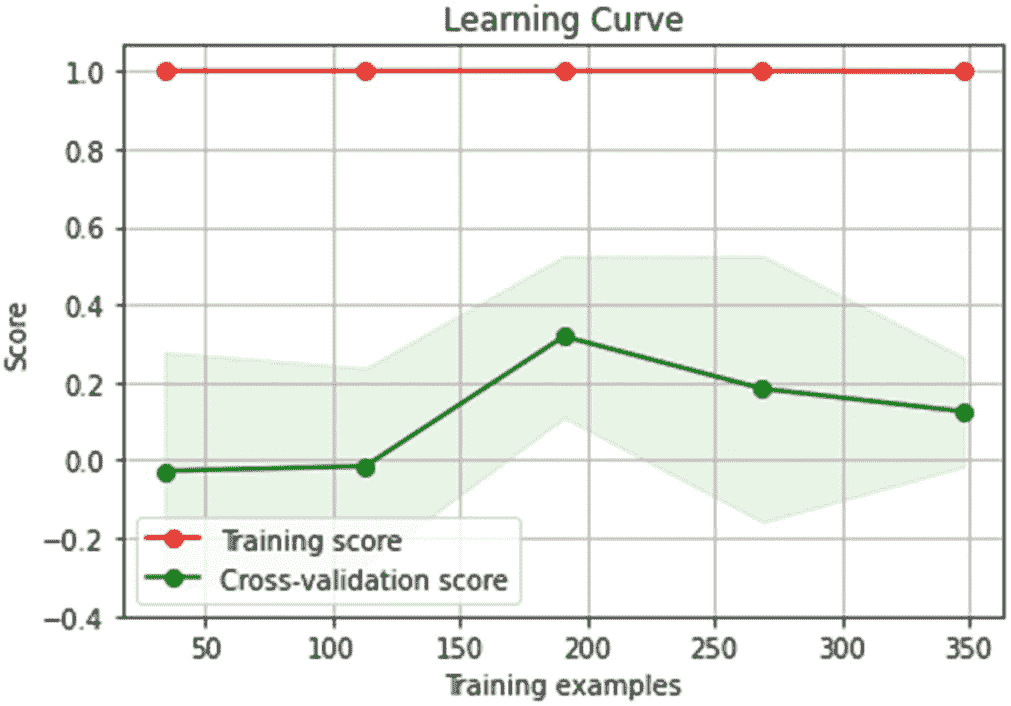 Learning Curve
1.0
0.8
0.6
0.4
0.2
0.0
−0.2
−0.4
Score
Training score
Cross-validation score
50 100 150 200 250 300 350
Training examples